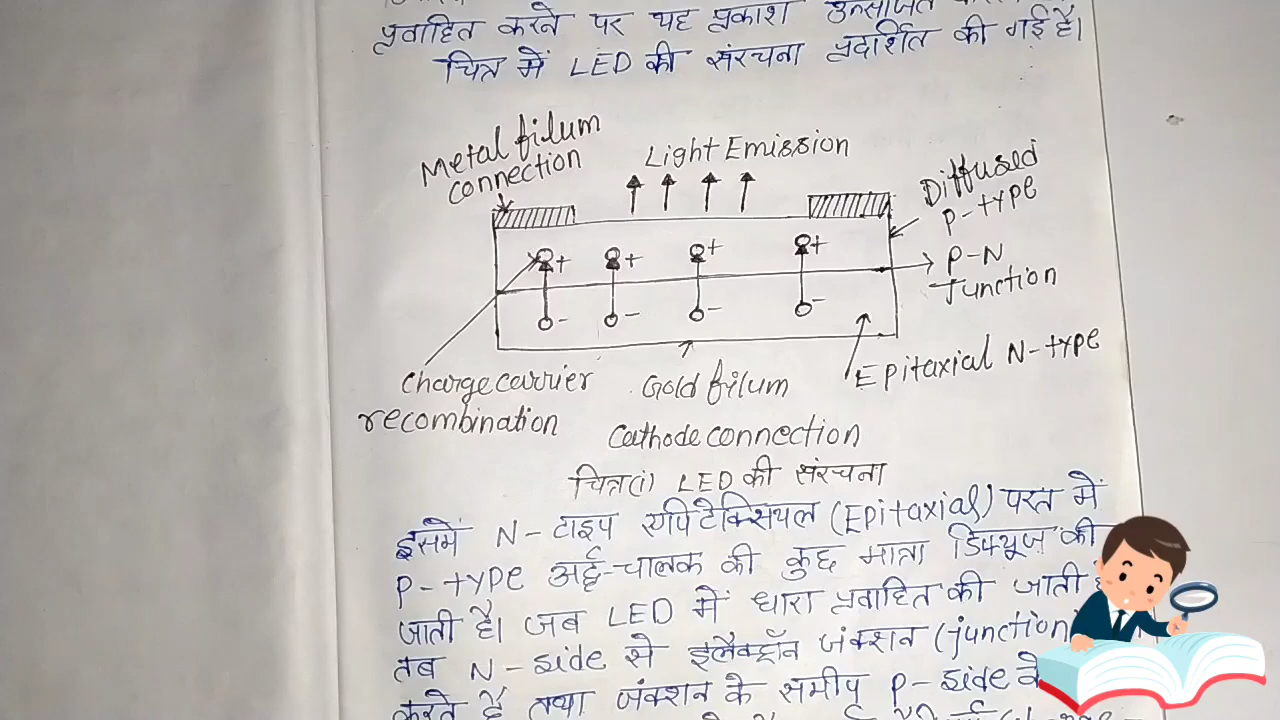 प्रवाहित करने पर यह प्रकाश उत्सर्जित
चित्र में LED की संरचना प्रदर्शित की गई है।
Metal filum
connection
Light Emission
Diffused
P-type
P-N
Junction
+ + + +
- - - -
Epitaxial N-type
Charge carrier
recombination
Gold filum
Cathode connection
चित्र(i) LED की संरचना
इसमें N-टाइप एपिटेक्सियल (Epitaxial) परत में
P-type अर्द्ध-चालक की कुछ मात्रा डिफ्यूज की
जाती है। जब LED में धारा प्रवाहित की जाती
तब N-side से इलैक्ट्रॉन जंक्शन (junction)
करते है तथा जंक्शन के समीप P-side के